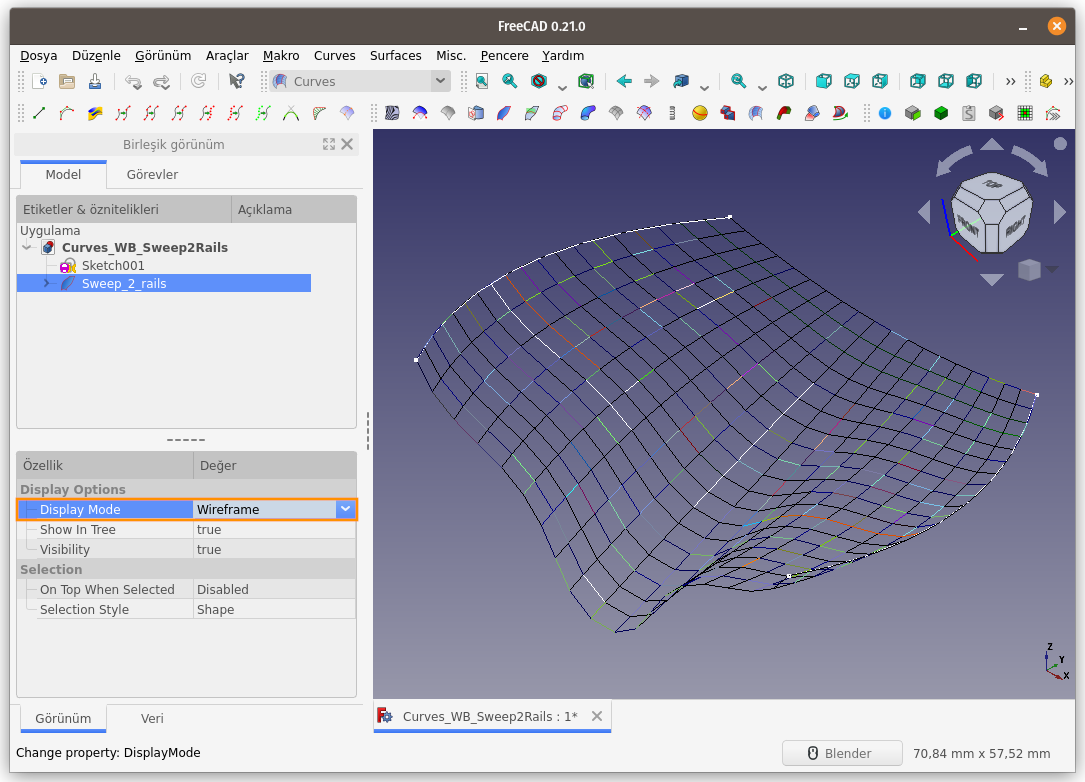 FreeCAD 0.21.0
Dosya Düzenle Görünüm Araçlar Makro Curves Surfaces Misc. Pencere Yardım
Curves
Birleşik görünüm
Model Görevler
Etiketler & öznitelikleri Açıklama
Uygulama
Curves_WB_Sweep2Rails
Sketch001
Sweep_2_rails
TOP
FRONT RIGHT
Özellik Değer
Display Options
Display Mode Wireframe
Show In Tree true
Visibility true
Selection
On Top When Selected Disabled
Selection Style Shape
Z
Y
X
Görünüm Veri
Curves_WB_Sweep2Rails : 1*
Change property: DisplayMode
Blender 70,84 mm x 57,52 mm